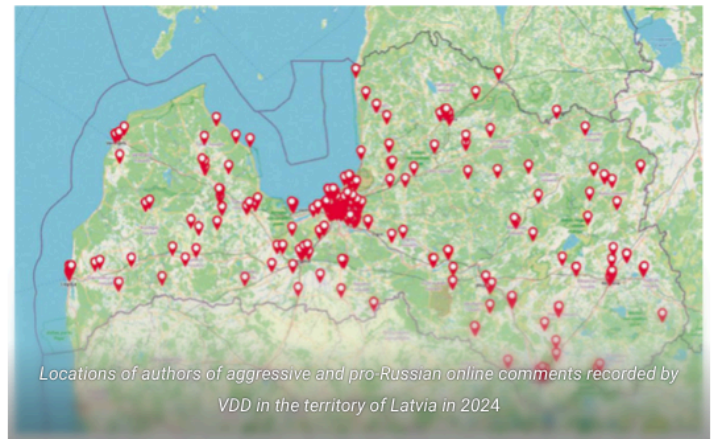 Locations of authors of aggressive and pro-Russian online comments recorded by
VDD in the territory of Latvia in 2024